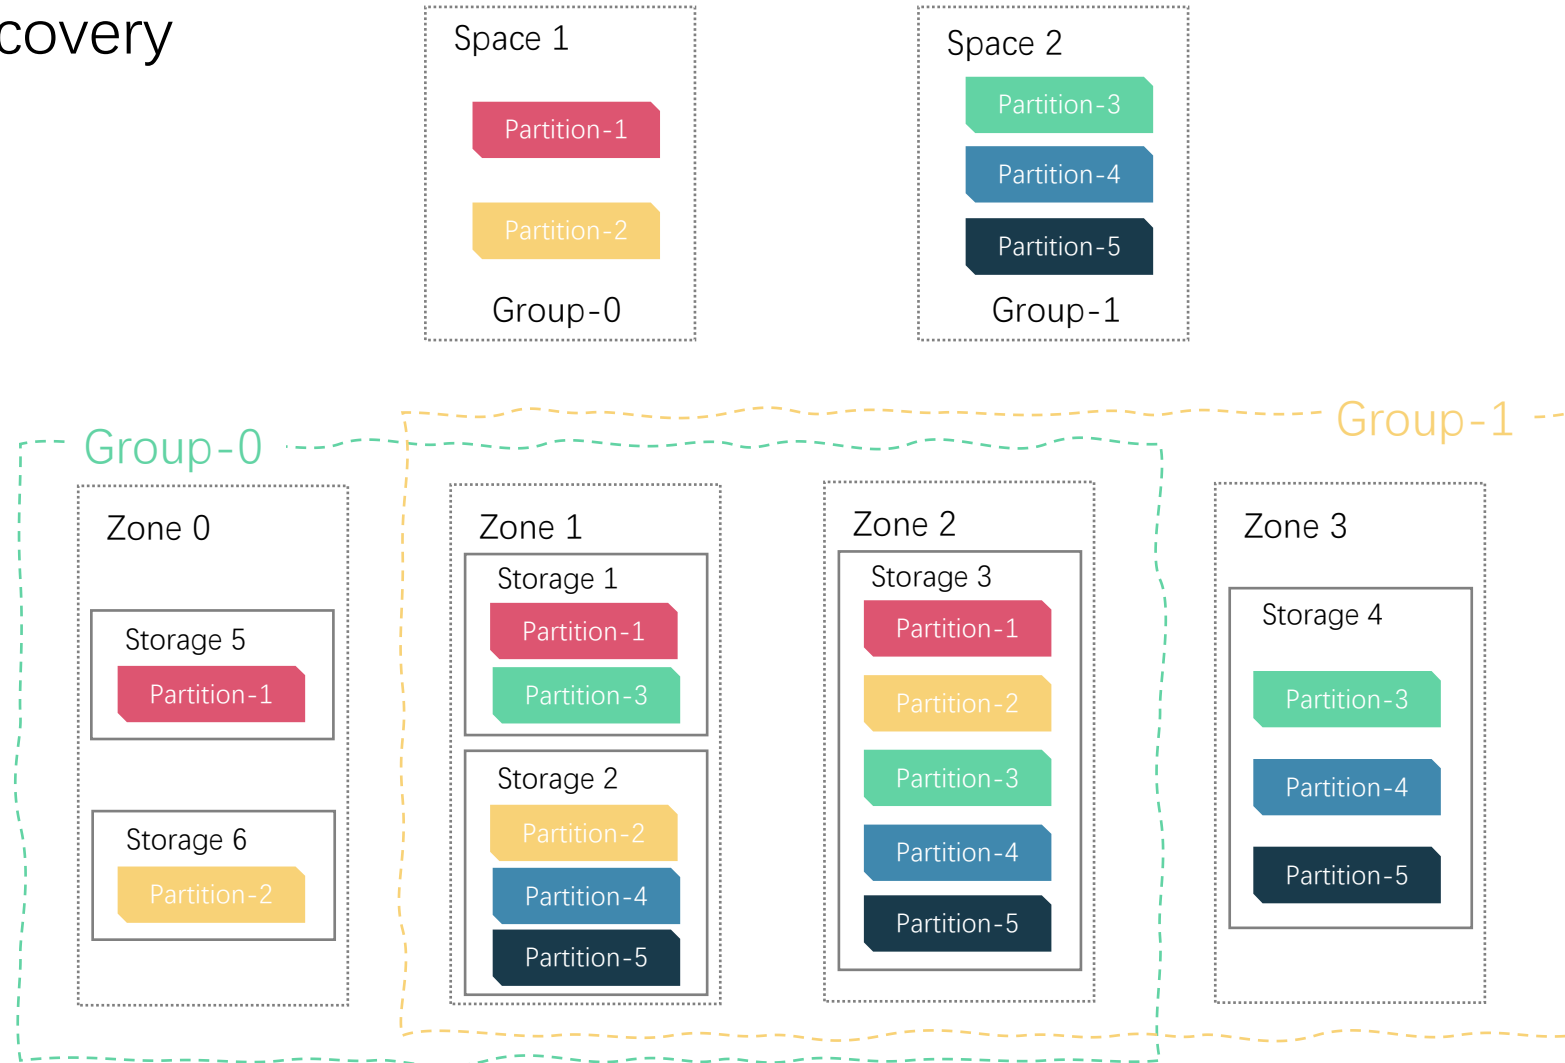 covery
Space 1
Partition-1
Partition-2
Group-0
Space 2
Partition-3
Partition-4
Partition-5
Group-1
Group-0
Group-1
Zone 0
Storage 5
Partition-1
Storage 6
Partition-2
Zone 1
Storage 1
Partition-1
Partition-3
Storage 2
Partition-2
Partition-4
Partition-5
Zone 2
Storage 3
Partition-1
Partition-2
Partition-3
Partition-4
Partition-5
Zone 3
Storage 4
Partition-3
Partition-4
Partition-5